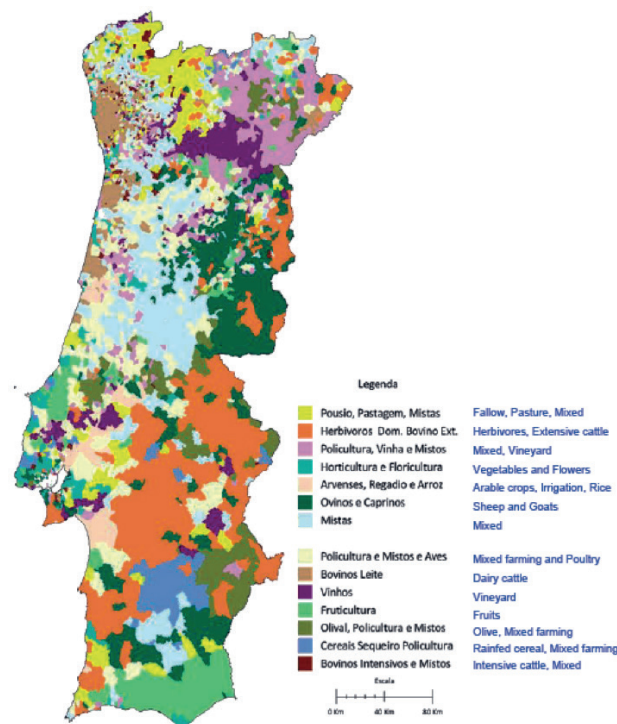 Legenda
Pousio, Pastagem, Mistas Fallow, Pasture, Mixed
Herbívoros Dom. Bovino Ext. Herbivores, Extensive cattle
Policultura, Vinha e Mistos Mixed, Vineyard
Horticultura e Floricultura Vegetables and Flowers
Arvenses, Regadio e Arroz Arable crops, Irrigation, Rice
Ovinos e Caprinos Sheep and Goats
Mistas Mixed
Policultura e Mistos e Aves Mixed farming and Poultry
Bovinos Leite Dairy cattle
Vinhos Vineyard
Fruticultura Fruits
Olival, Policultura e Mistos Olive, Mixed farming
Cereais Sequeiro Policultura Rainfed cereal, Mixed farming
Bovinos Intensivos e Mistos Intensive cattle, Mixed
Escala
0 Km 40 Km 80 Km